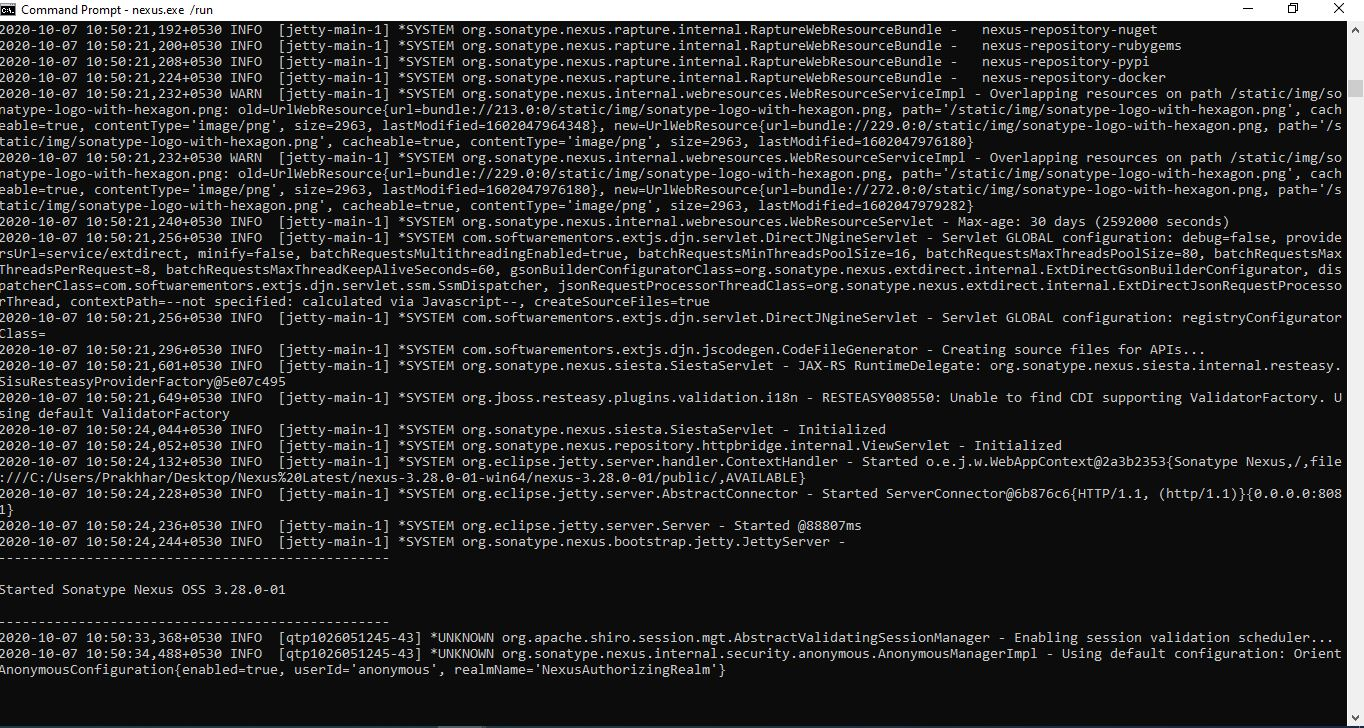 Command Prompt - nexus.exe /run
2020-10-07 10:50:21,192+0530 INFO  [jetty-main-1] *SYSTEM org.sonatype.nexus.rapture.internal.RaptureWebResourceBundle -   nexus-repository-nuget
2020-10-07 10:50:21,200+0530 INFO  [jetty-main-1] *SYSTEM org.sonatype.nexus.rapture.internal.RaptureWebResourceBundle -   nexus-repository-rubygems
2020-10-07 10:50:21,208+0530 INFO  [jetty-main-1] *SYSTEM org.sonatype.nexus.rapture.internal.RaptureWebResourceBundle -   nexus-repository-pypi
2020-10-07 10:50:21,224+0530 INFO  [jetty-main-1] *SYSTEM org.sonatype.nexus.rapture.internal.RaptureWebResourceBundle -   nexus-repository-docker
2020-10-07 10:50:21,232+0530 WARN  [jetty-main-1] *SYSTEM org.sonatype.nexus.internal.webresources.WebResourceServiceImpl - Overlapping resources on path /static/img/so
natype-logo-with-hexagon.png: old=UrlWebResource{url=bundle://213.0:0/static/img/sonatype-logo-with-hexagon.png, path='/static/img/sonatype-logo-with-hexagon.png', cach
eable=true, contentType='image/png', size=2963, lastModified=1602047964348}, new=UrlWebResource{url=bundle://229.0:0/static/img/sonatype-logo-with-hexagon.png, path='/s
tatic/img/sonatype-logo-with-hexagon.png', cacheable=true, contentType='image/png', size=2963, lastModified=1602047976180}
2020-10-07 10:50:21,232+0530 WARN  [jetty-main-1] *SYSTEM org.sonatype.nexus.internal.webresources.WebResourceServiceImpl - Overlapping resources on path /static/img/so
natype-logo-with-hexagon.png: old=UrlWebResource{url=bundle://229.0:0/static/img/sonatype-logo-with-hexagon.png, path='/static/img/sonatype-logo-with-hexagon.png', cach
eable=true, contentType='image/png', size=2963, lastModified=1602047976180}, new=UrlWebResource{url=bundle://272.0:0/static/img/sonatype-logo-with-hexagon.png, path='/s
tatic/img/sonatype-logo-with-hexagon.png', cacheable=true, contentType='image/png', size=2963, lastModified=1602047979282}
2020-10-07 10:50:21,240+0530 INFO  [jetty-main-1] *SYSTEM org.sonatype.nexus.internal.webresources.WebResourceServlet - Max-age: 30 days (2592000 seconds)
2020-10-07 10:50:21,256+0530 INFO  [jetty-main-1] *SYSTEM com.softwarementors.extjs.djn.servlet.DirectJNgineServlet - Servlet GLOBAL configuration: debug=false, provide
rsUrl=service/extdirect, minify=false, batchRequestsMultithreadingEnabled=true, batchRequestsMinThreadsPoolSize=16, batchRequestsMaxThreadsPoolSize=80, batchRequestsMax
ThreadsPerRequest=8, batchRequestsMaxThreadKeepAliveSeconds=60, gsonBuilderConfiguratorClass=org.sonatype.nexus.extdirect.internal.ExtDirectGsonBuilderConfigurator, dis
patcherClass=com.softwarementors.extjs.djn.servlet.ssm.SsmDispatcher, jsonRequestProcessorThreadClass=org.sonatype.nexus.extdirect.internal.ExtDirectJsonRequestProcesso
rThread, contextPath=--not specified: calculated via Javascript--, createSourceFiles=true
2020-10-07 10:50:21,256+0530 INFO  [jetty-main-1] *SYSTEM com.softwarementors.extjs.djn.servlet.DirectJNgineServlet - Servlet GLOBAL configuration: registryConfigurator
Class=
2020-10-07 10:50:21,296+0530 INFO  [jetty-main-1] *SYSTEM com.softwarementors.extjs.djn.jscodegen.CodeFileGenerator - Creating source files for APIs...
2020-10-07 10:50:21,601+0530 INFO  [jetty-main-1] *SYSTEM org.sonatype.nexus.siesta.SiestaServlet - JAX-RS RuntimeDelegate: org.sonatype.nexus.siesta.internal.resteasy.
SisuResteasyProviderFactory@5e07c495
2020-10-07 10:50:21,649+0530 INFO  [jetty-main-1] *SYSTEM org.jboss.resteasy.plugins.validation.i18n - RESTEASY008550: Unable to find CDI supporting ValidatorFactory. U
sing default ValidatorFactory
2020-10-07 10:50:24,044+0530 INFO  [jetty-main-1] *SYSTEM org.sonatype.nexus.siesta.SiestaServlet - Initialized
2020-10-07 10:50:24,052+0530 INFO  [jetty-main-1] *SYSTEM org.sonatype.nexus.repository.httpbridge.internal.ViewServlet - Initialized
2020-10-07 10:50:24,132+0530 INFO  [jetty-main-1] *SYSTEM org.eclipse.jetty.server.handler.ContextHandler - Started o.e.j.w.WebAppContext@2a3b2353{Sonatype Nexus,/,file
:///C:/Users/Prakhhar/Desktop/Nexus%20Latest/nexus-3.28.0-01-win64/nexus-3.28.0-01/public/,AVAILABLE}
2020-10-07 10:50:24,228+0530 INFO  [jetty-main-1] *SYSTEM org.eclipse.jetty.server.AbstractConnector - Started ServerConnector@6b876c6{HTTP/1.1, (http/1.1)}{0.0.0.0:808
1}
2020-10-07 10:50:24,236+0530 INFO  [jetty-main-1] *SYSTEM org.eclipse.jetty.server.Server - Started @88807ms
2020-10-07 10:50:24,244+0530 INFO  [jetty-main-1] *SYSTEM org.sonatype.nexus.bootstrap.jetty.JettyServer -
-------------------------------------------------
Started Sonatype Nexus OSS 3.28.0-01
-------------------------------------------------
2020-10-07 10:50:33,368+0530 INFO  [qtp1026051245-43] *UNKNOWN org.apache.shiro.session.mgt.AbstractValidatingSessionManager - Enabling session validation scheduler...
2020-10-07 10:50:34,488+0530 INFO  [qtp1026051245-43] *UNKNOWN org.sonatype.nexus.internal.security.anonymous.AnonymousManagerImpl - Using default configuration: Orient
AnonymousConfiguration{enabled=true, userId='anonymous', realmName='NexusAuthorizingRealm'}